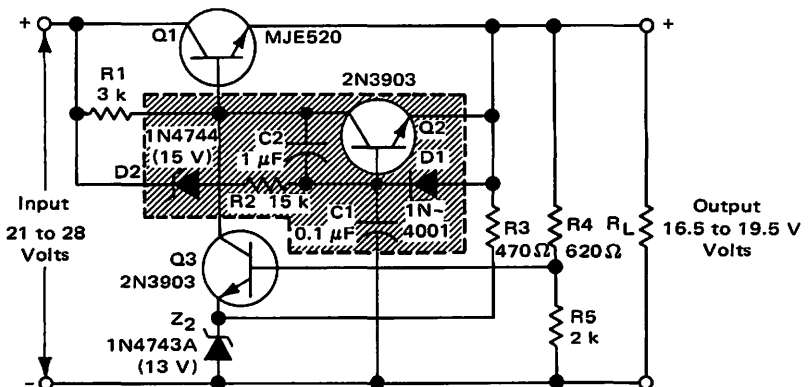 +
Q1
MJE520
+
R1
3 k
2N3903
1N4744
(15 V)
Q2
C2
1 μF
D1
D2
R2 15 k
1N~
4001
C1
0.1 μF
Input
21 to 28
Volts
R3
470Ω
R4
620Ω
RL
Output
16.5 to 19.5 V
Volts
Q3
2N3903
Z2
1N4743A
(13 V)
R5
2 k
-